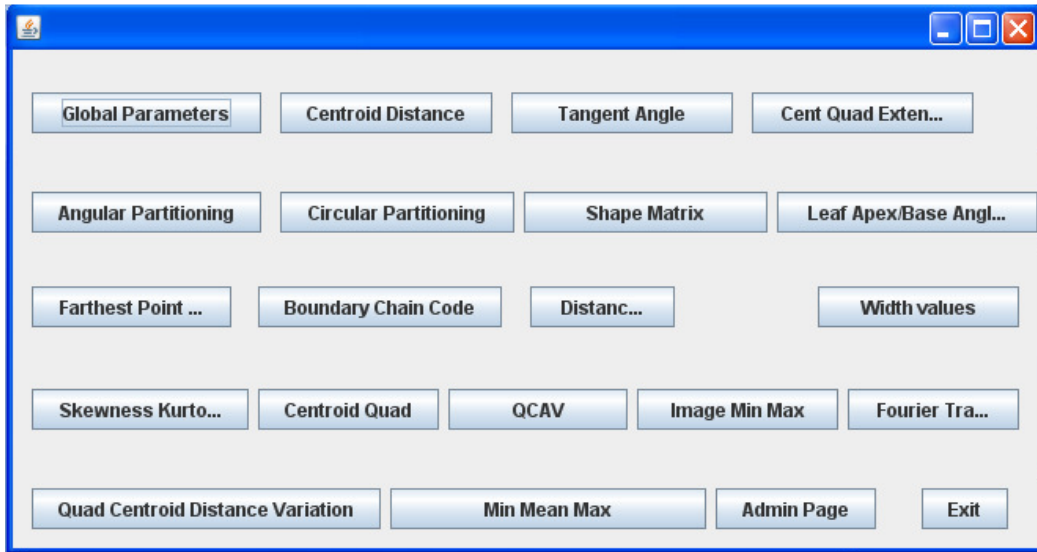 Global Parameters Centroid Distance Tangent Angle Cent Quad Exten...
Angular Partitioning Circular Partitioning Shape Matrix Leaf Apex/Base Angl...
Farthest Point ... Boundary Chain Code Distanc... Width values
Skewness Kurto... Centroid Quad QCAV Image Min Max Fourier Tra...
Quad Centroid Distance Variation Min Mean Max Admin Page Exit